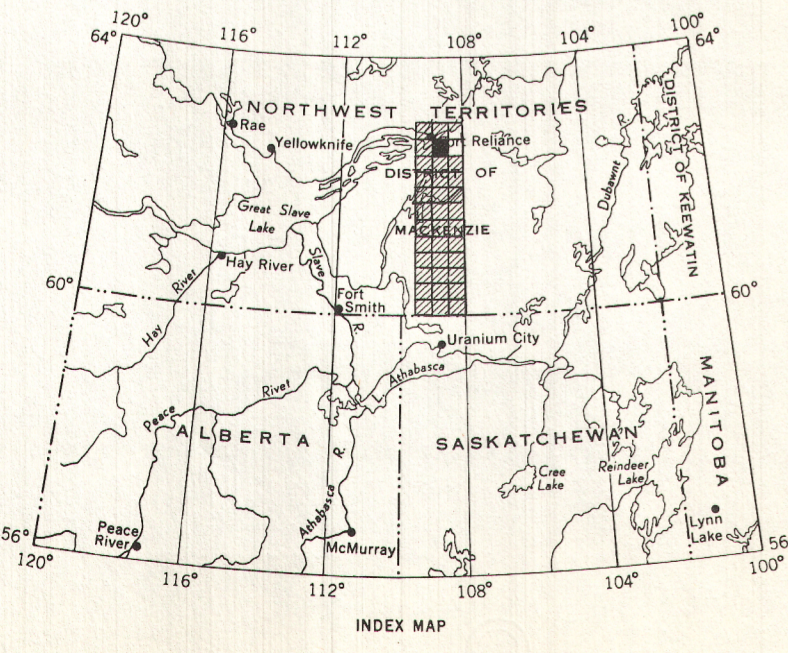 120°
116°
112°
108°
104°
100°
64°
64°
NORTHWEST TERRITORIES
Rae
Yellowknife
Fort Reliance
DISTRICT OF
MACKENZIE
DISTRICT OF KEEWATIN
Dubawnt
Great Slave
Lake
Slave
R.
Hay River
Hay River
Fort
Smith
60°
60°
Uranium City
L. Athabasca
Peace River
ALBERTA
SASKATCHEWAN
MANITOBA
Athabasca R.
Cree
Lake
Reindeer
Lake
Lynn
Lake
Peace
River
McMurray
56°
56°
120°
116°
112°
108°
104°
100°
INDEX MAP